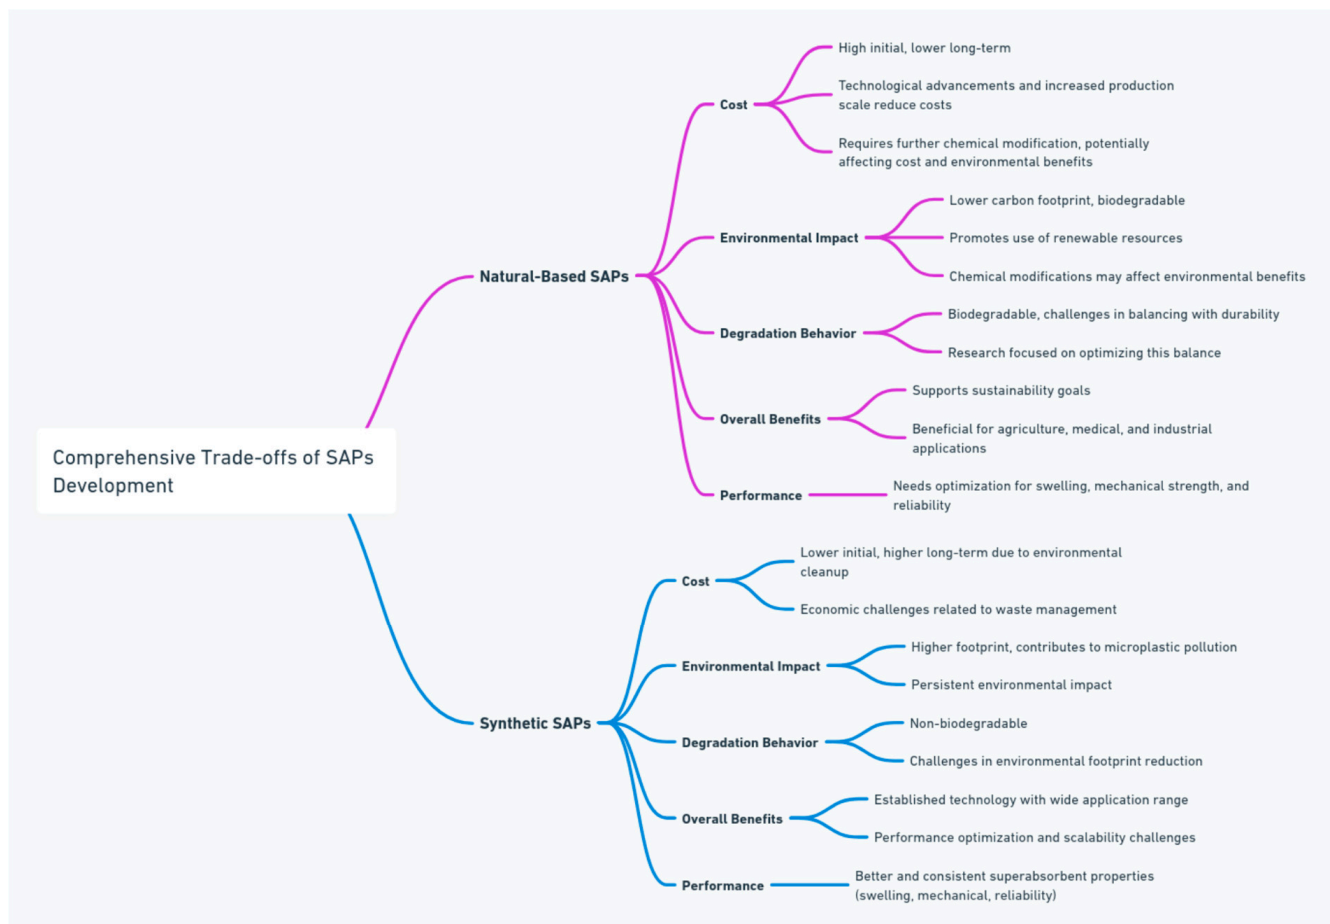 Comprehensive Trade-offs of SAPs
Development
Natural-Based SAPs
Cost
High initial, lower long-term
Technological advancements and increased production
scale reduce costs
Requires further chemical modification, potentially
affecting cost and environmental benefits
Environmental Impact
Lower carbon footprint, biodegradable
Promotes use of renewable resources
Chemical modifications may affect environmental benefits
Degradation Behavior
Biodegradable, challenges in balancing with durability
Research focused on optimizing this balance
Overall Benefits
Supports sustainability goals
Beneficial for agriculture, medical, and industrial
applications
Performance
Needs optimization for swelling, mechanical strength, and
reliability
Synthetic SAPs
Cost
Lower initial, higher long-term due to environmental
cleanup
Economic challenges related to waste management
Environmental Impact
Higher footprint, contributes to microplastic pollution
Persistent environmental impact
Degradation Behavior
Non-biodegradable
Challenges in environmental footprint reduction
Overall Benefits
Established technology with wide application range
Performance optimization and scalability challenges
Performance
Better and consistent superabsorbent properties
(swelling, mechanical, reliability)